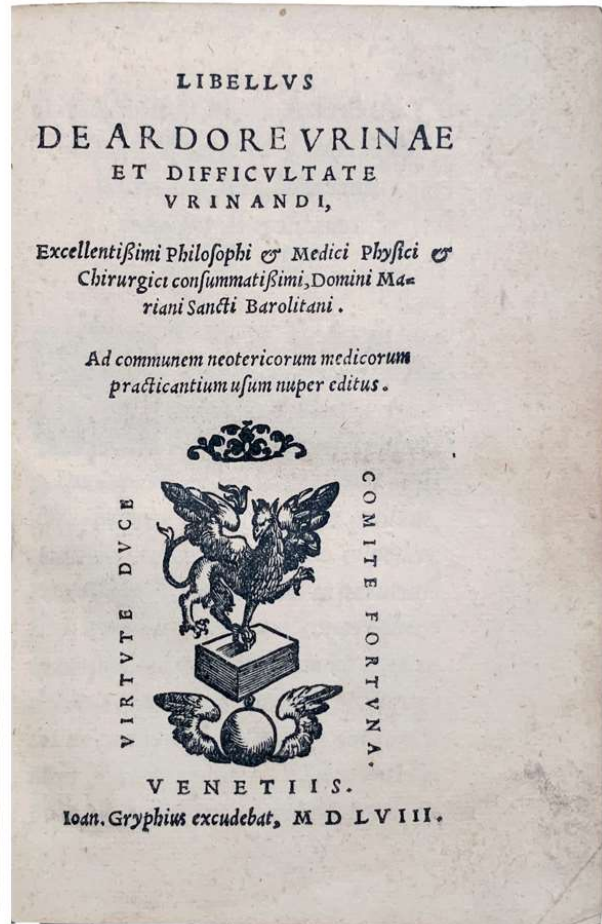 LIBELLVS
DE ARDORE VRINAE
ET DIFFICVLTATE
VRINANDI,
Excellentißimi Philoſophi & Medici Phyſici &
Chirurgici conſummatißimi, Domini Ma=
riani Sancti Barolitani.
Ad communem neotericorum medicorum
practicantium uſum nuper editus.
VIRTVTE DVCE
COMITE FORTVNA.
VENETIIS.
Ioan. Gryphius excudebat, MDLVIII.